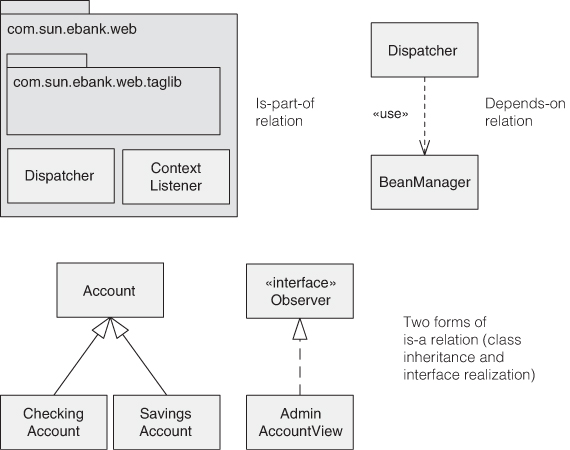 com.sun.ebank.web
com.sun.ebank.web.taglib
Dispatcher
Context
Listener
Is-part-of
relation
Dispatcher
«use»
BeanManager
Depends-on
relation
Account
Checking
Account
Savings
Account
«interface»
Observer
Admin
AccountView
Two forms of
is-a relation (class
inheritance and
interface realization)